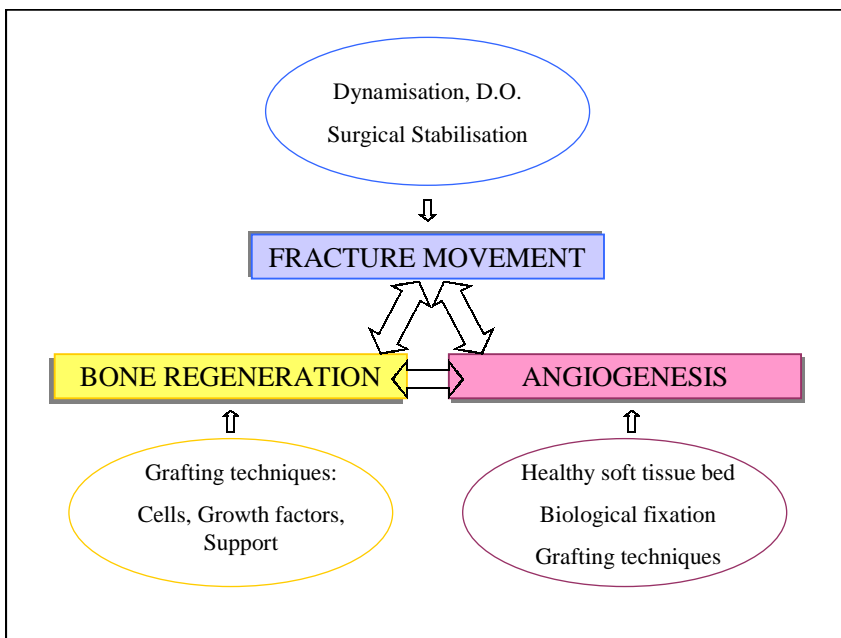 Dynamisation, D.O.
Surgical Stabilisation
FRACTURE MOVEMENT
BONE REGENERATION
ANGIOGENESIS
Grafting techniques:
Cells, Growth factors,
Support
Healthy soft tissue bed
Biological fixation
Grafting techniques